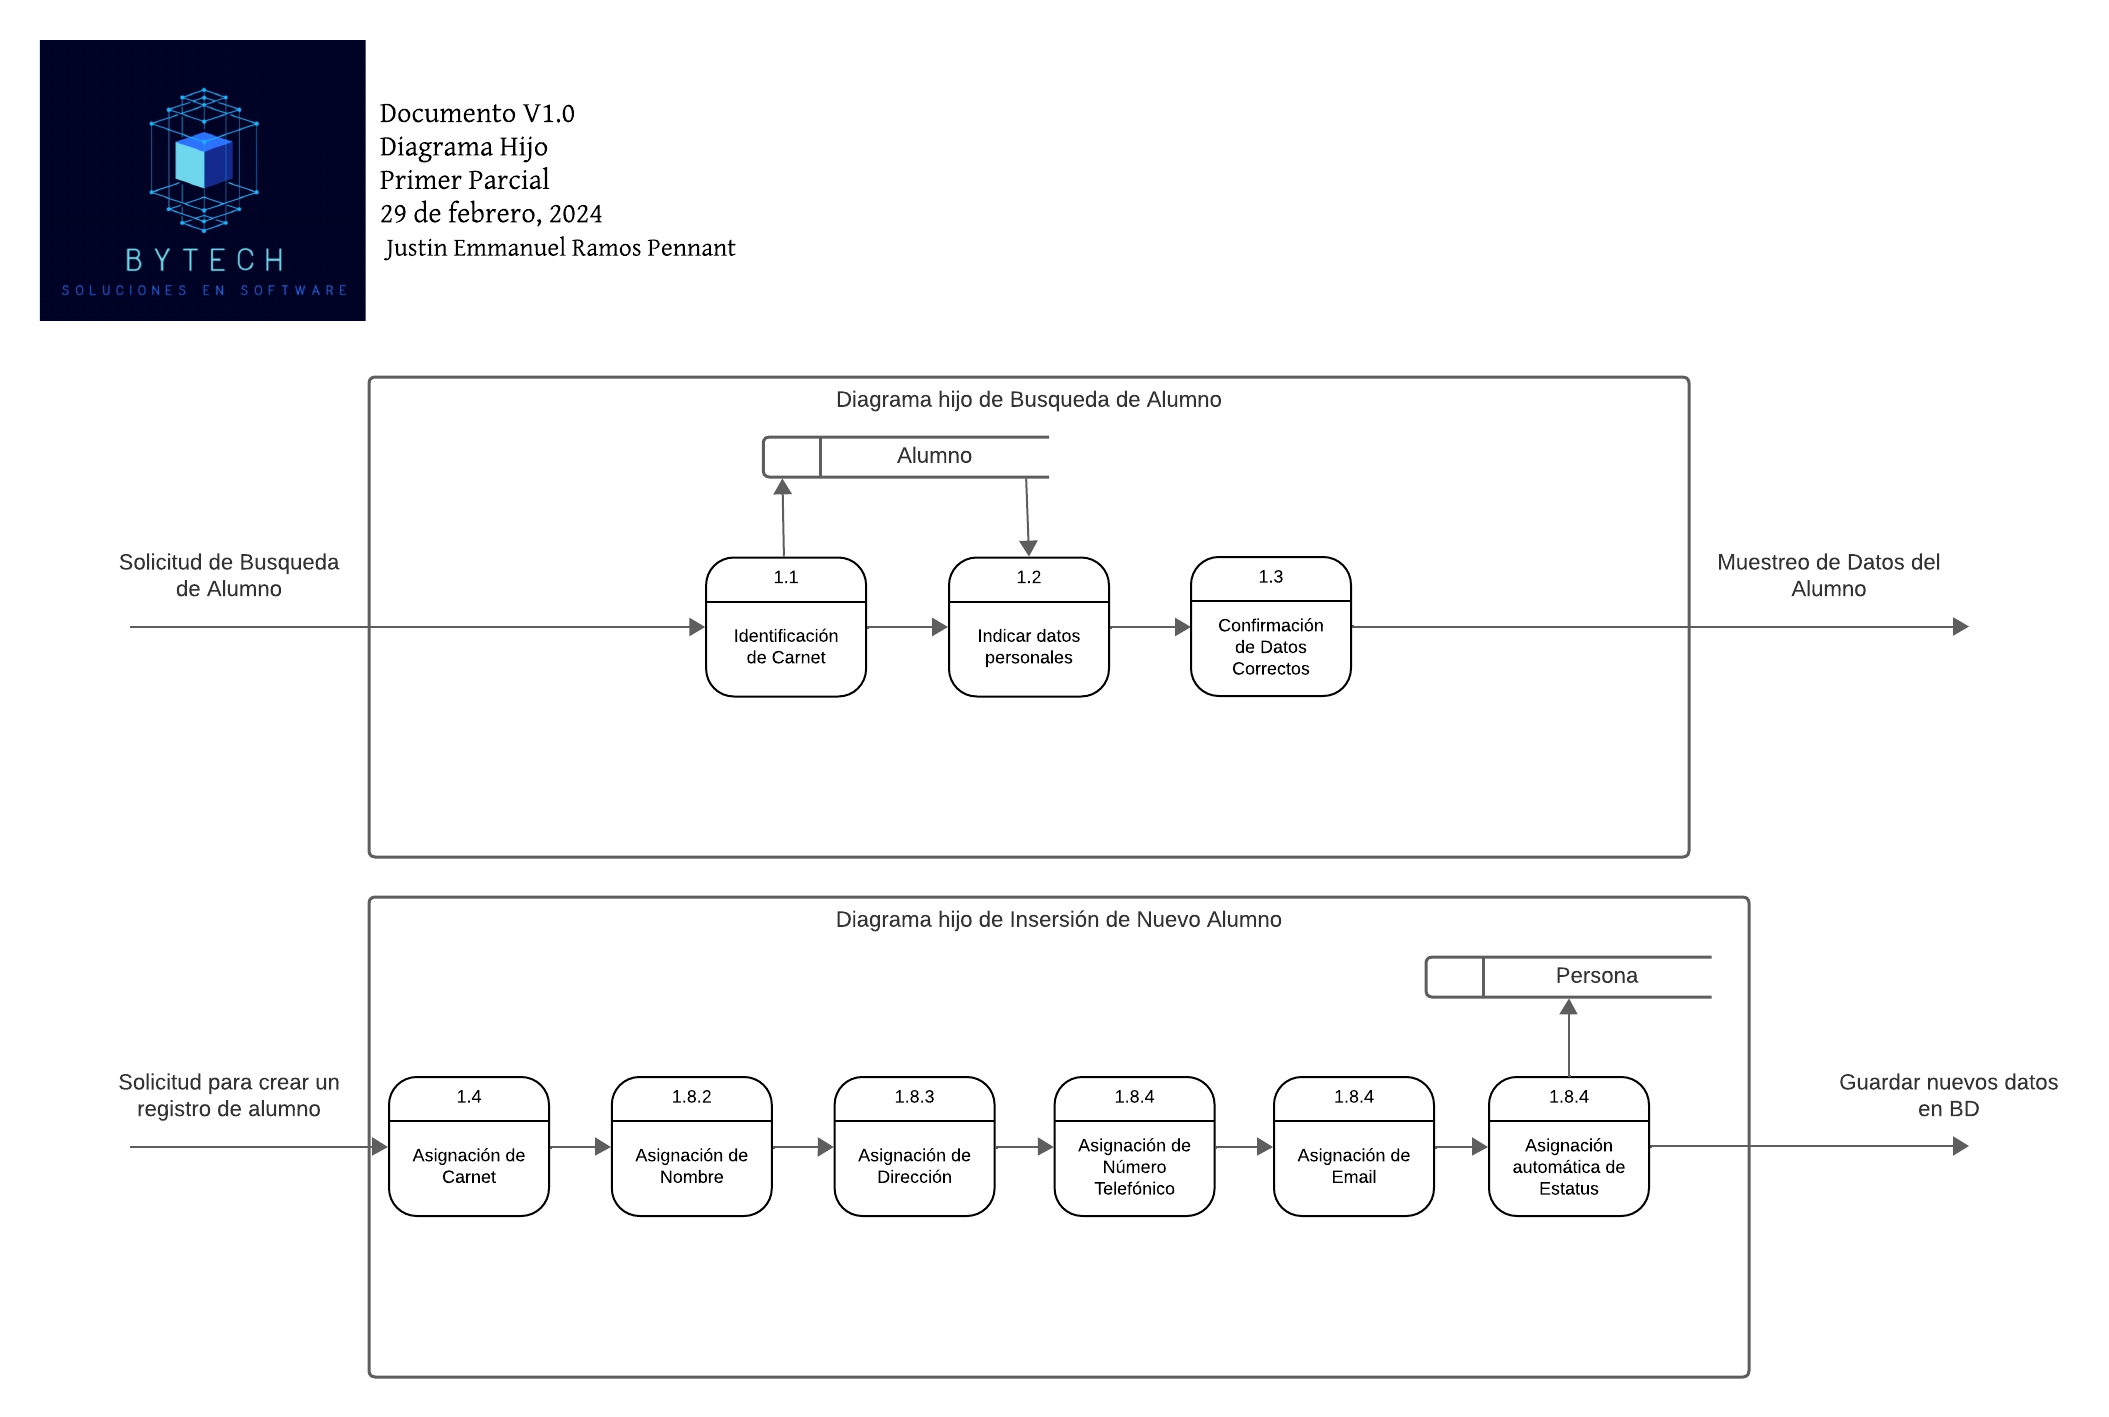 BYTECH
SOLUCIONES EN SOFTWARE
Documento V1.0
Diagrama Hijo
Primer Parcial
29 de febrero, 2024
Justin Emmanuel Ramos Pennant
Diagrama hijo de Busqueda de Alumno
Alumno
Solicitud de Busqueda
de Alumno
1.1
Identificación
de Carnet
1.2
Indicar datos
personales
1.3
Confirmación
de Datos
Correctos
Muestreo de Datos del
Alumno
Diagrama hijo de Insersión de Nuevo Alumno
Persona
Solicitud para crear un
registro de alumno
1.4
Asignación de
Carnet
1.8.2
Asignación de
Nombre
1.8.3
Asignación de
Dirección
1.8.4
Asignación de
Número
Telefónico
1.8.4
Asignación de
Email
1.8.4
Asignación
automática de
Estatus
Guardar nuevos datos
en BD